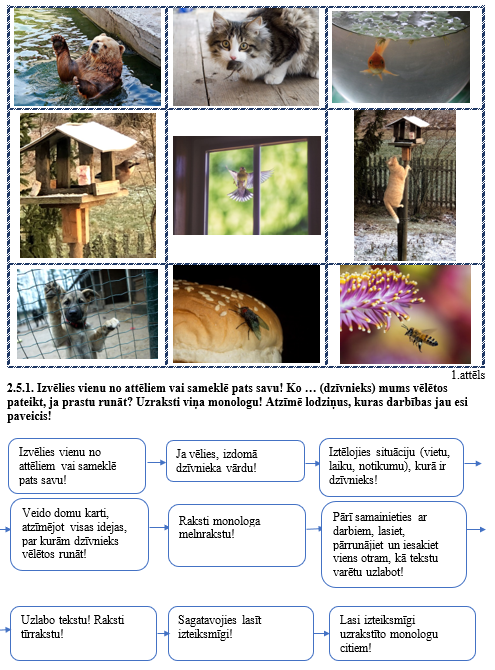 1.attēls
2.5.1. Izvēlies vienu no attēliem vai sameklē pats savu! Ko … (dzīvnieks) mums vēlētos
pateikt, ja prastu runāt? Uzraksti viņa monologu! Atzīmē lodziņus, kuras darbības jau esi
paveicis!
Izvēlies vienu no
attēliem vai sameklē
pats savu!
Ja vēlies, izdomā
dzīvnieka vārdu!
Iztēlojies situāciju (vietu,
laiku, notikumu), kurā ir
dzīvnieks!
Veido domu karti,
atzīmējot visas idejas,
par kurām dzīvnieks
vēlētos runāt!
Raksti monologa
melnrakstu!
Pārī samainieties ar
darbiem, lasiet,
pārrunājiet un iesakiet
viens otram, kā tekstu
varētu uzlabot!
Uzlabo tekstu! Raksti
tīrrakstu!
Sagatavojies lasīt
izteiksmīgi!
Lasi izteiksmīgi
uzrakstīto monologu
citiem!